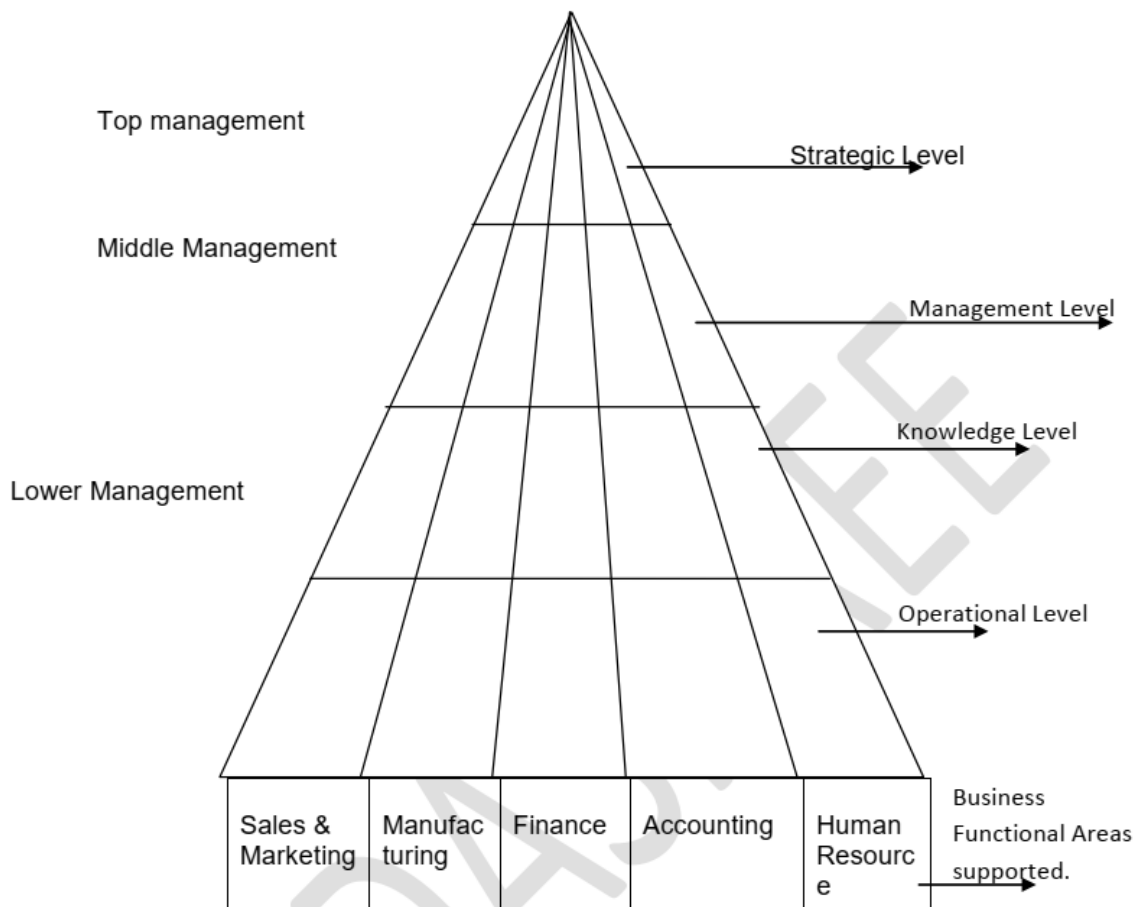 Top management
Strategic Level
Middle Management
Management Level
Knowledge Level
Lower Management
Operational Level
Sales &
Marketing
Manufac
turing
Finance
Accounting
Human
Resourc
e
Business
Functional Areas
supported.